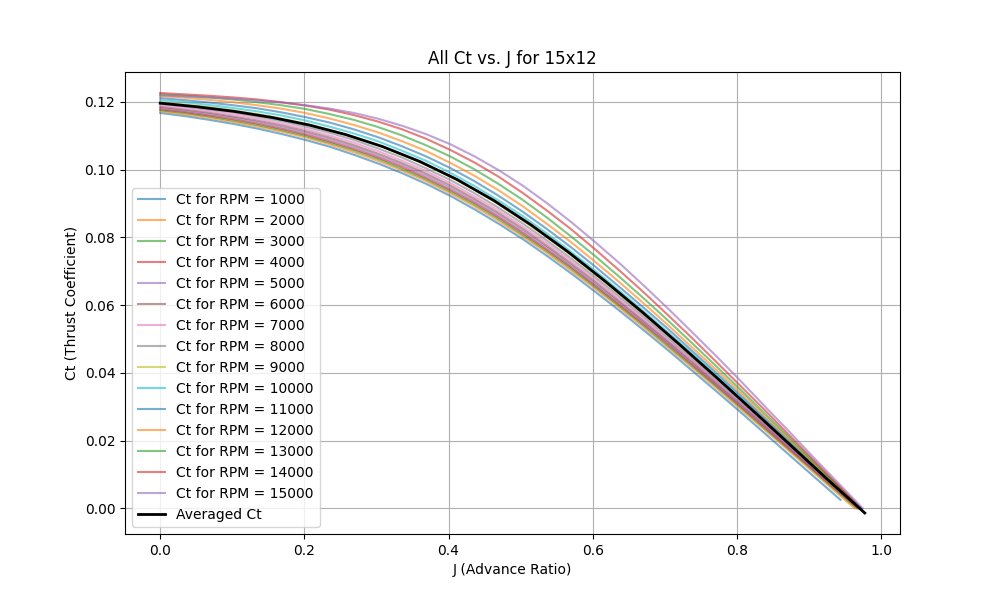 All Ct vs. J for 15x12
Ct (Thrust Coefficient)
0.12
0.10
0.08
0.06
0.04
0.02
0.00
Ct for RPM = 1000
Ct for RPM = 2000
Ct for RPM = 3000
Ct for RPM = 4000
Ct for RPM = 5000
Ct for RPM = 6000
Ct for RPM = 7000
Ct for RPM = 8000
Ct for RPM = 9000
Ct for RPM = 10000
Ct for RPM = 11000
Ct for RPM = 12000
Ct for RPM = 13000
Ct for RPM = 14000
Ct for RPM = 15000
Averaged Ct
0.0 0.2 0.4 0.6 0.8 1.0
J (Advance Ratio)